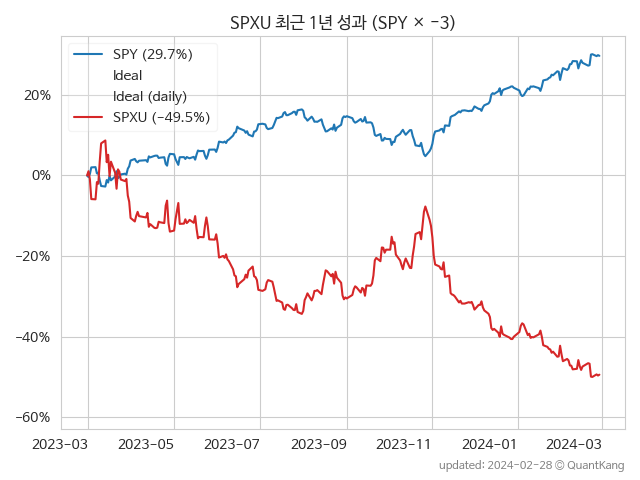 SPXU 최근 1년 성과 (SPY × −3)
SPY (29.7%)
Ideal
Ideal (daily)
SPXU (−49.5%)
20%
0%
−20%
−40%
−60%
2023-03
2023-05
2023-07
2023-09
2023-11
2024-01
2024-03
updated: 2024-02-28 © QuantKang